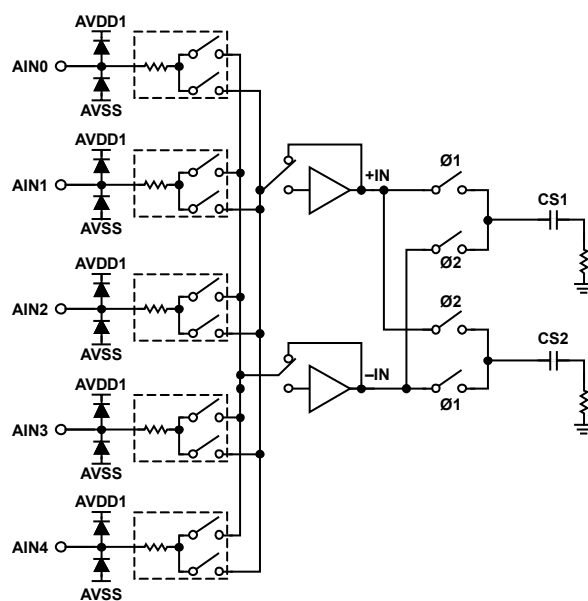 AVDD1
AIN0
AVSS
AVDD1
AIN1
AVSS
AVDD1
AIN2
AVSS
AVDD1
AIN3
AVSS
AVDD1
AIN4
AVSS
+IN
Ø1
CS1
Ø2
Ø2
CS2
–IN
Ø1